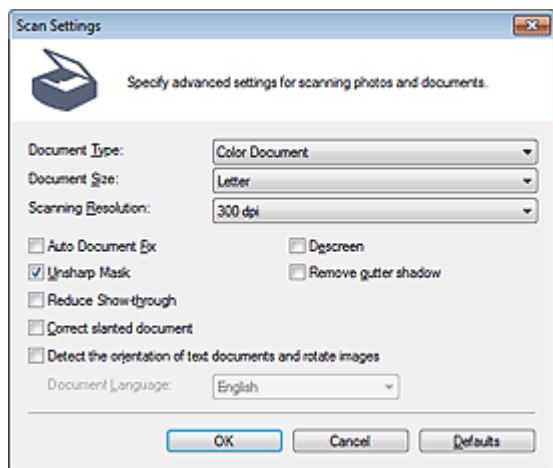 Scan Settings
Specify advanced settings for scanning photos and documents.
Document Type: Color Document
Document Size: Letter
Scanning Resolution: 300 dpi
Auto Document Fix Descreen
Unsharp Mask Remove gutter shadow
Reduce Show-through
Correct slanted document
Detect the orientation of text documents and rotate images
Document Language: English
OK Cancel Defaults